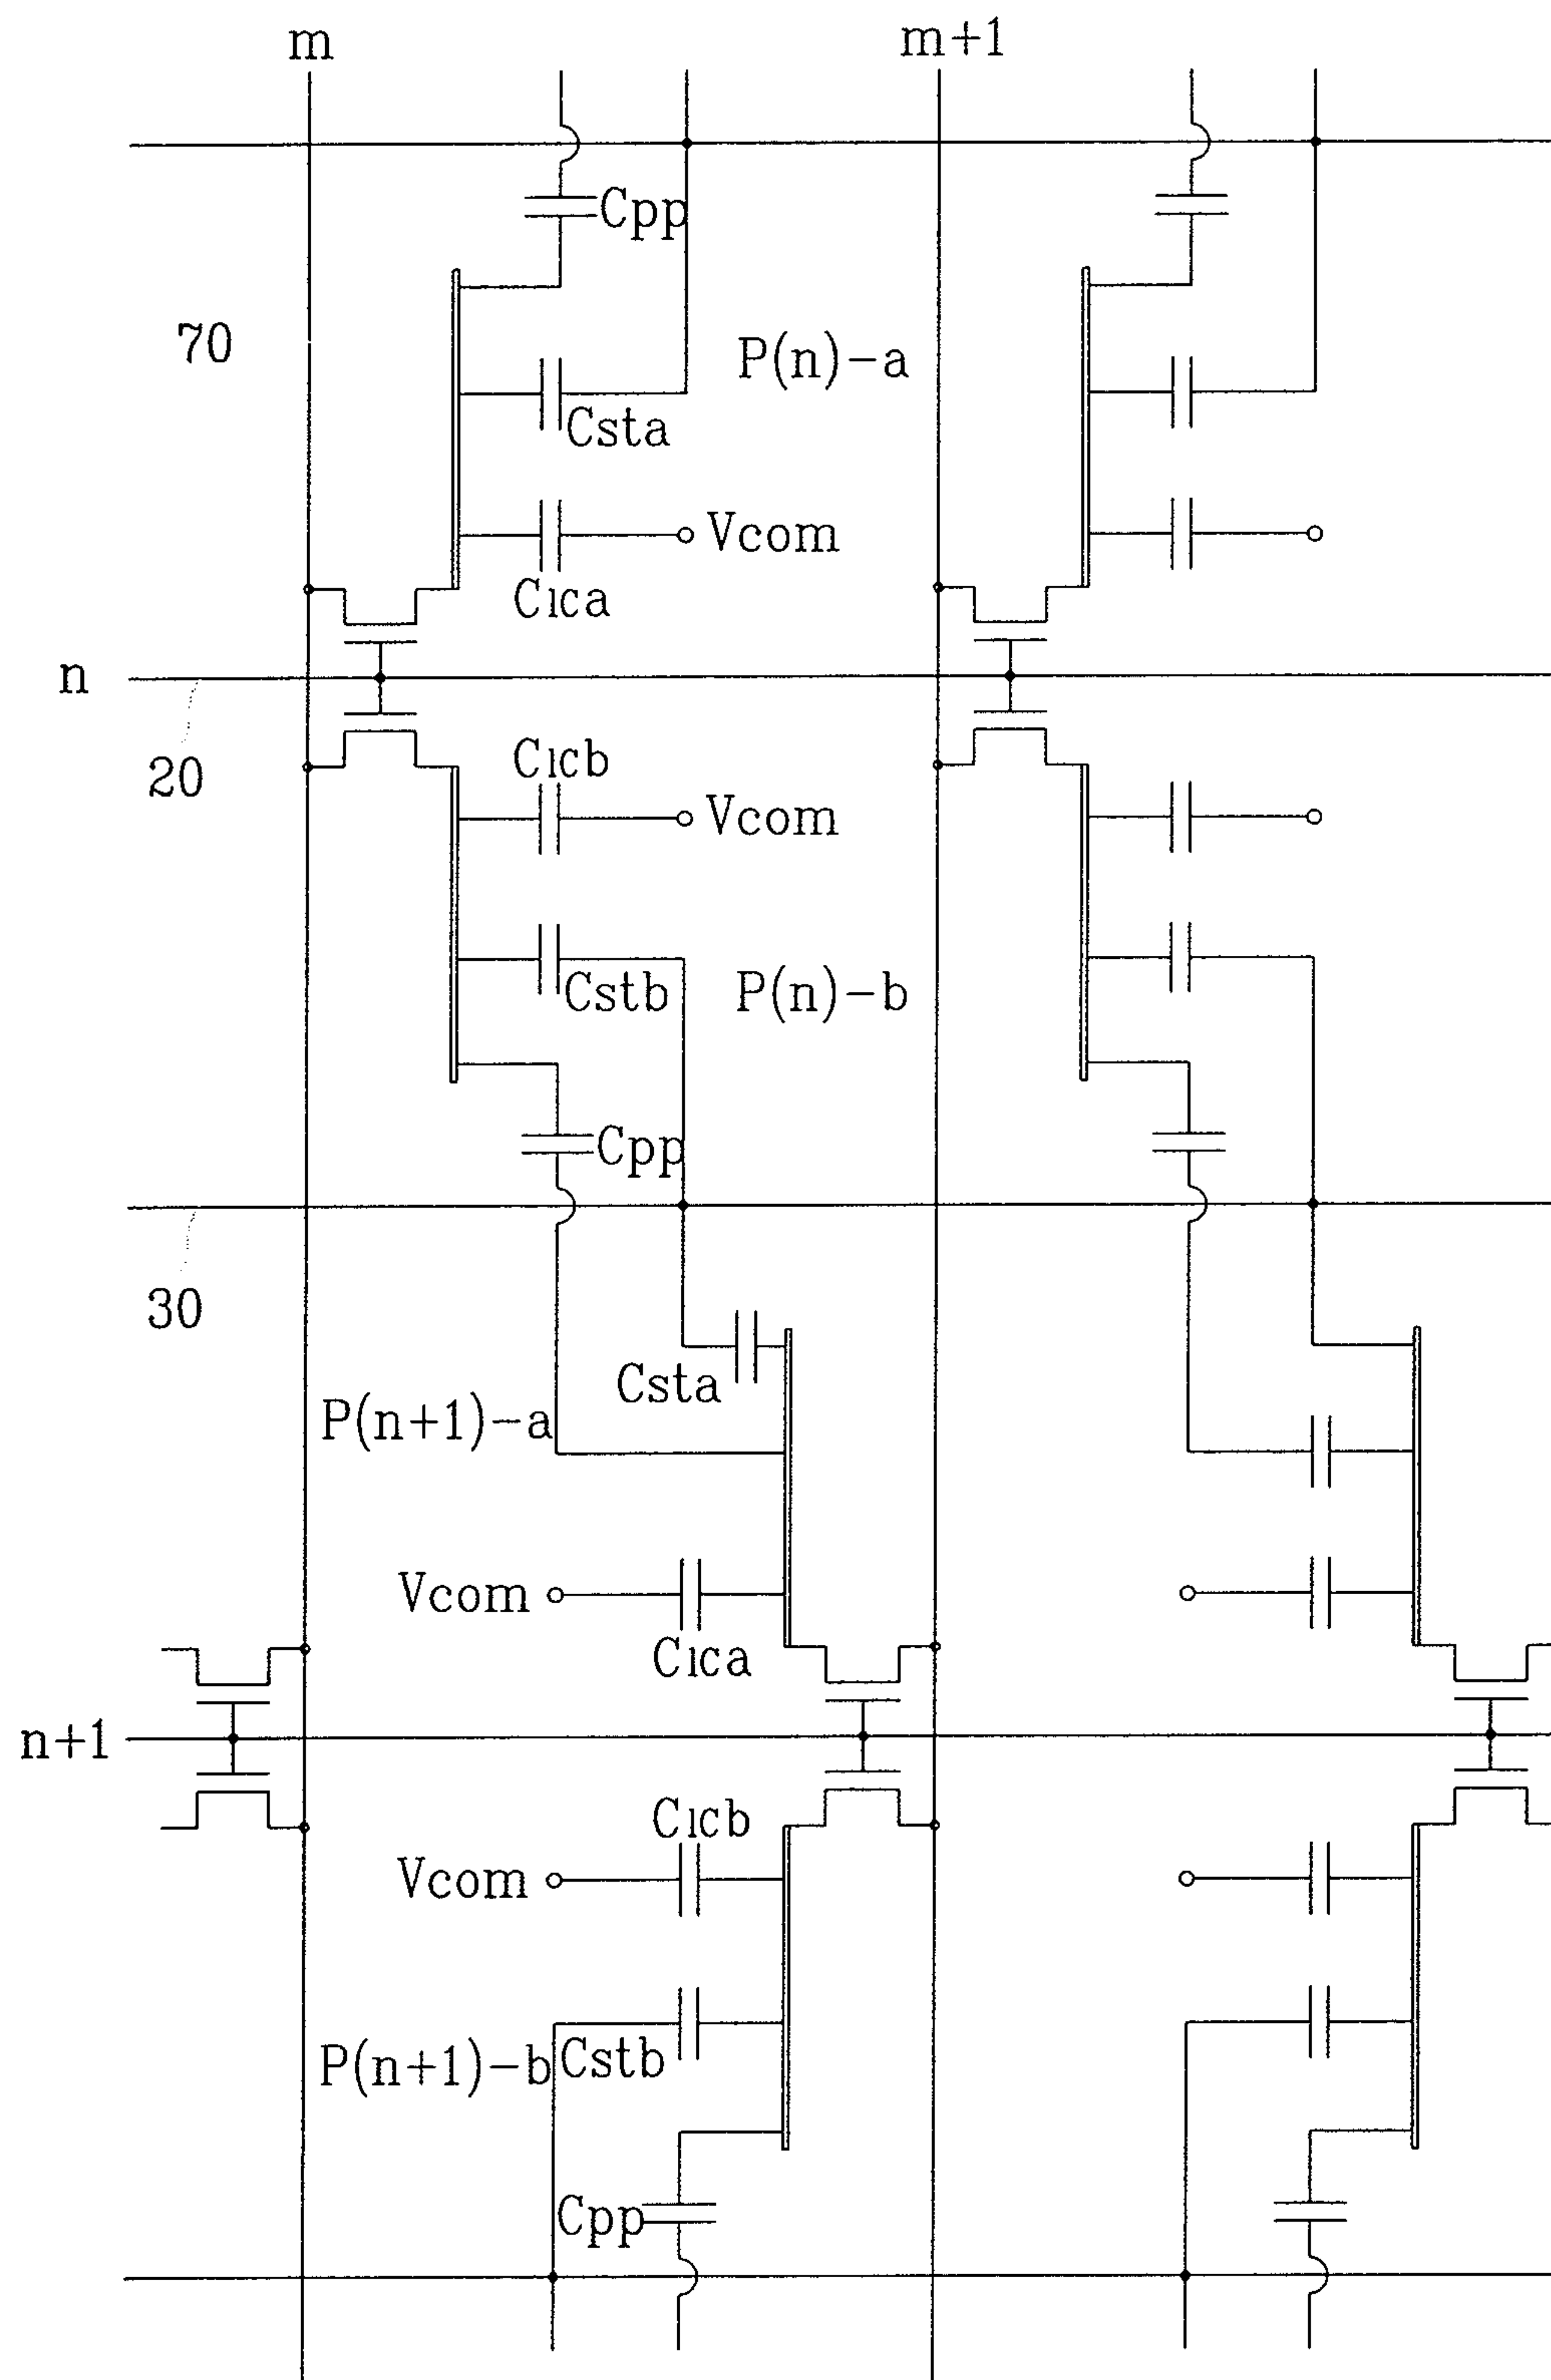 m
m+1
Cpp
70
P(n)-a
Csta
Vcom
Clca
n
20
Clcb
Vcom
Cstb
P(n)-b
Cpp
30
Csta
P(n+1)-a
Vcom
Clca
n+1
Clcb
Vcom
Cstb
P(n+1)-b
Cpp